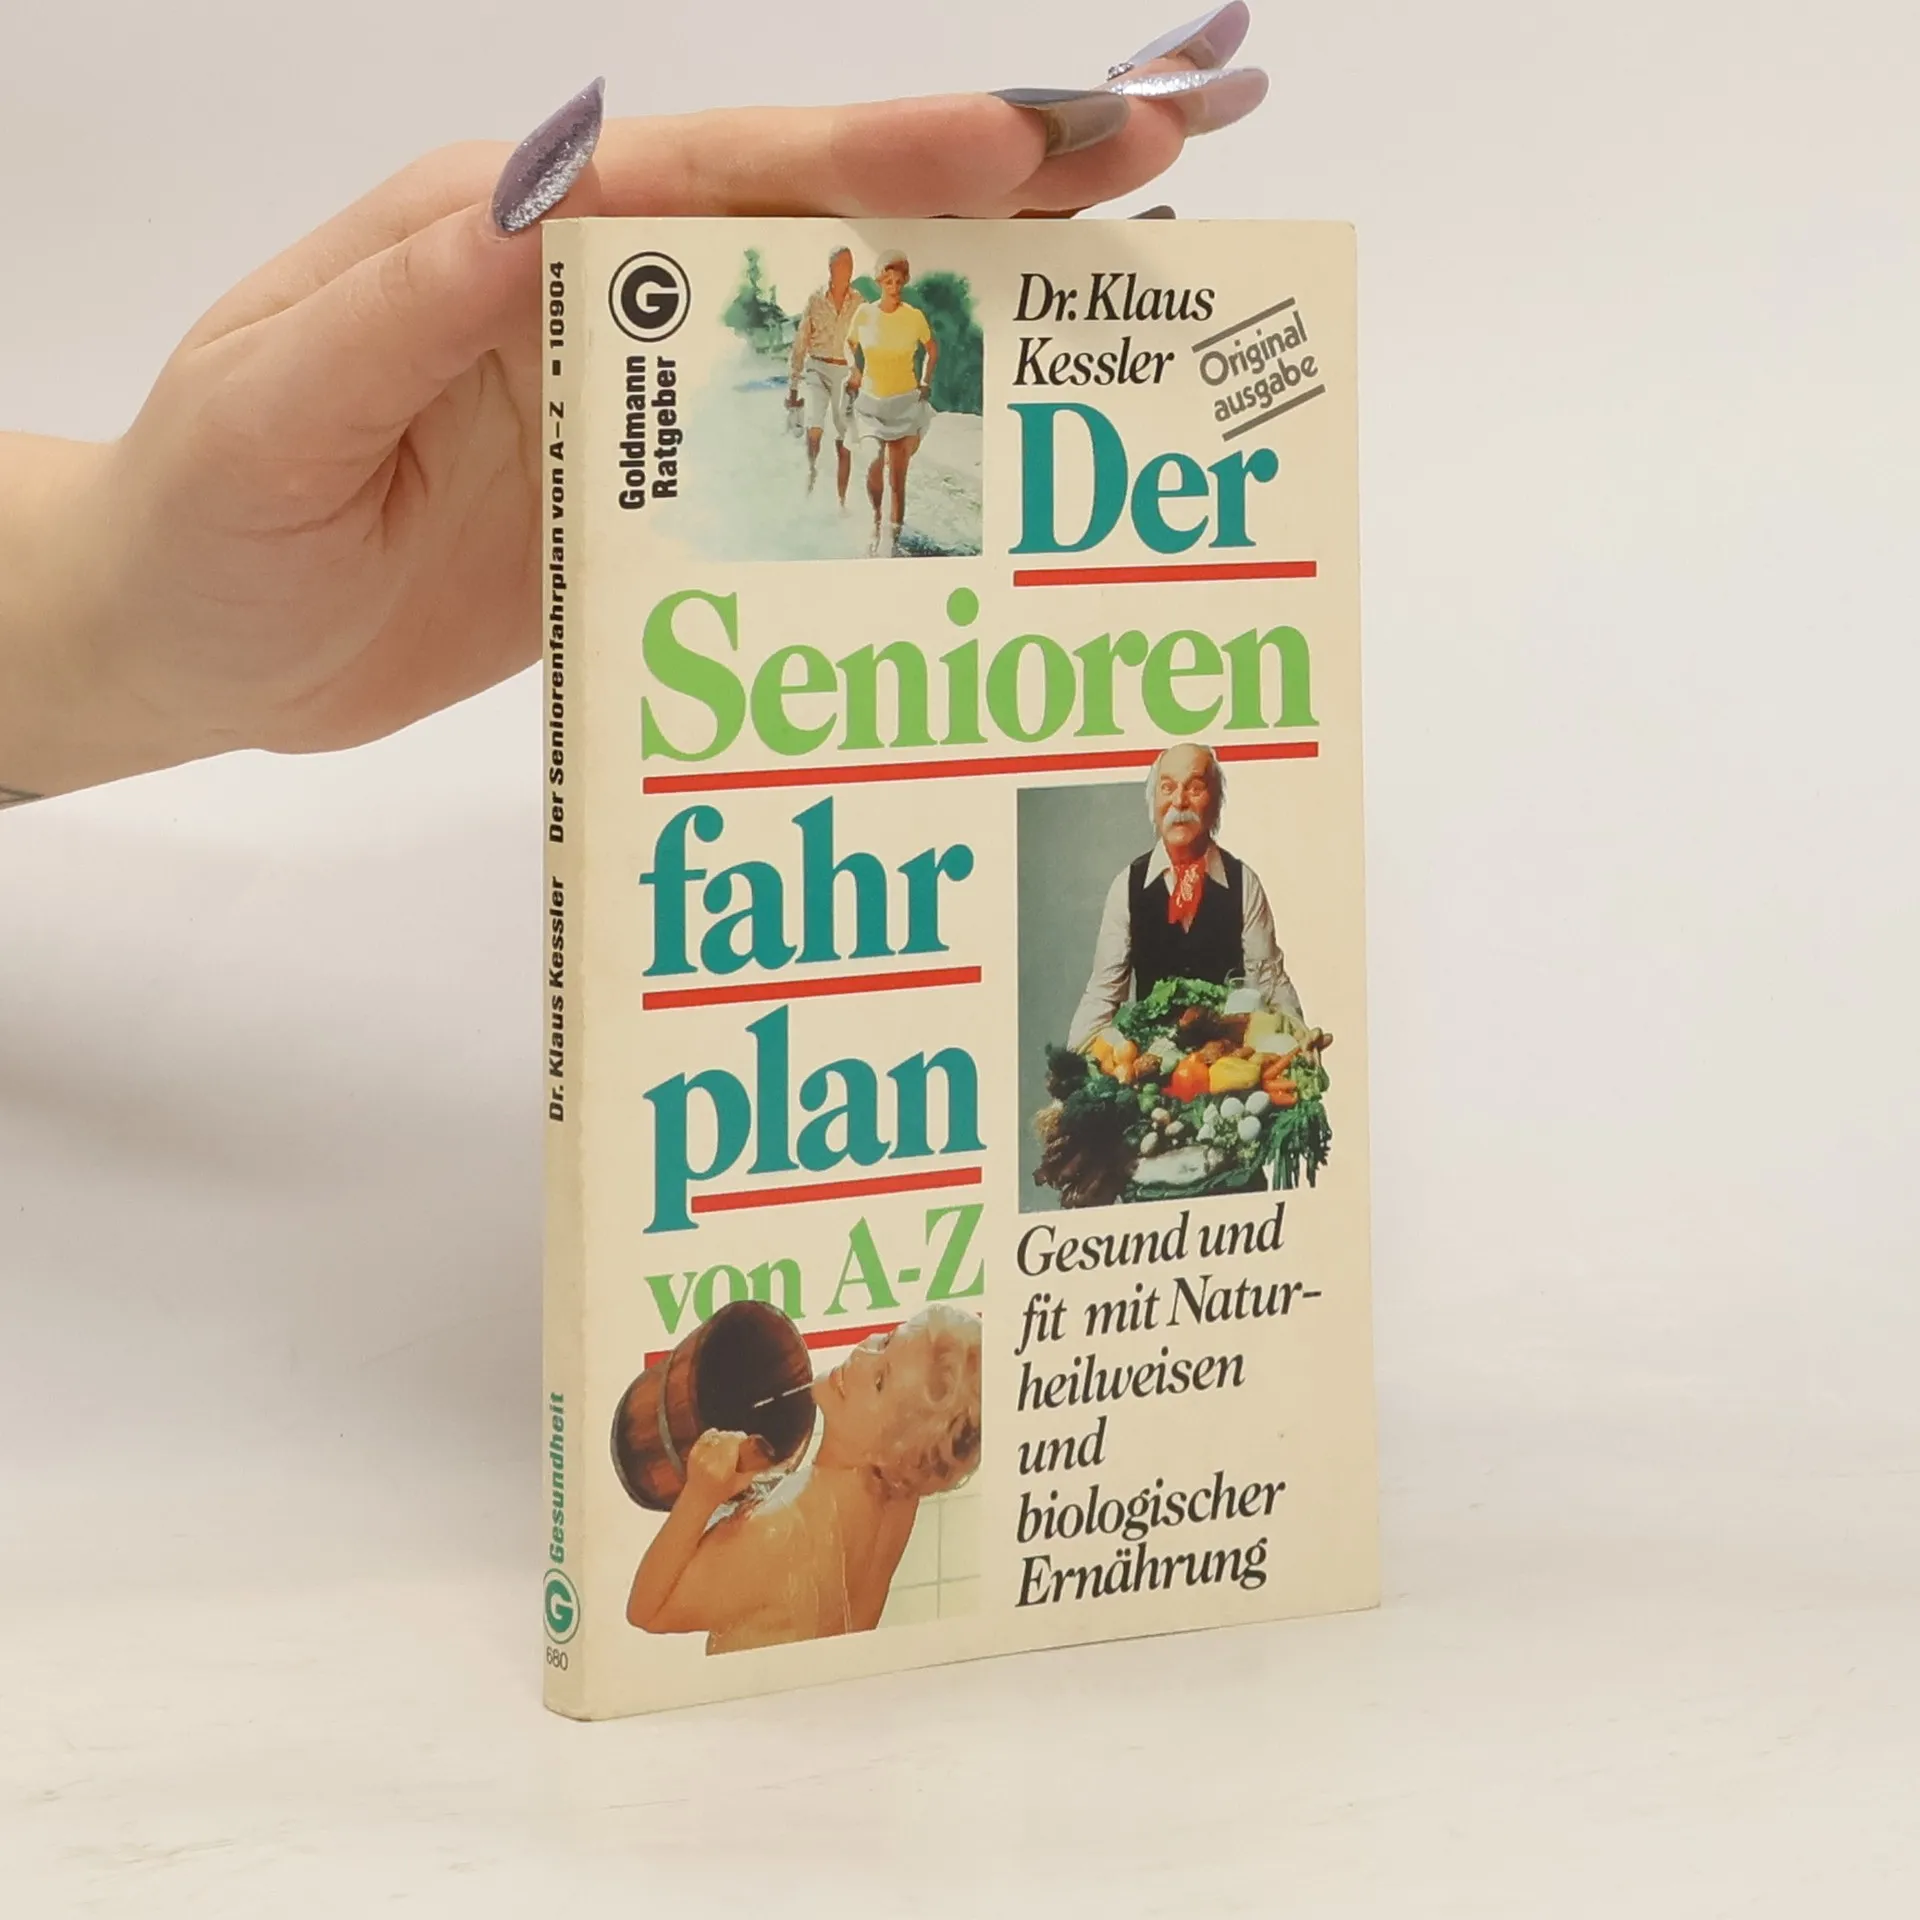 Dr. Klaus Kessler Der Seniorenfahrplan von A–Z ■ 10904
Gesundheit
G
680
G
Goldmann
Ratgeber
Dr. Klaus
Kessler
Original
ausgabe
Der
Senioren
fahr
plan
von A-Z
Gesund und
fit mit Natur-
heilweisen
und
biologischer
Ernährung